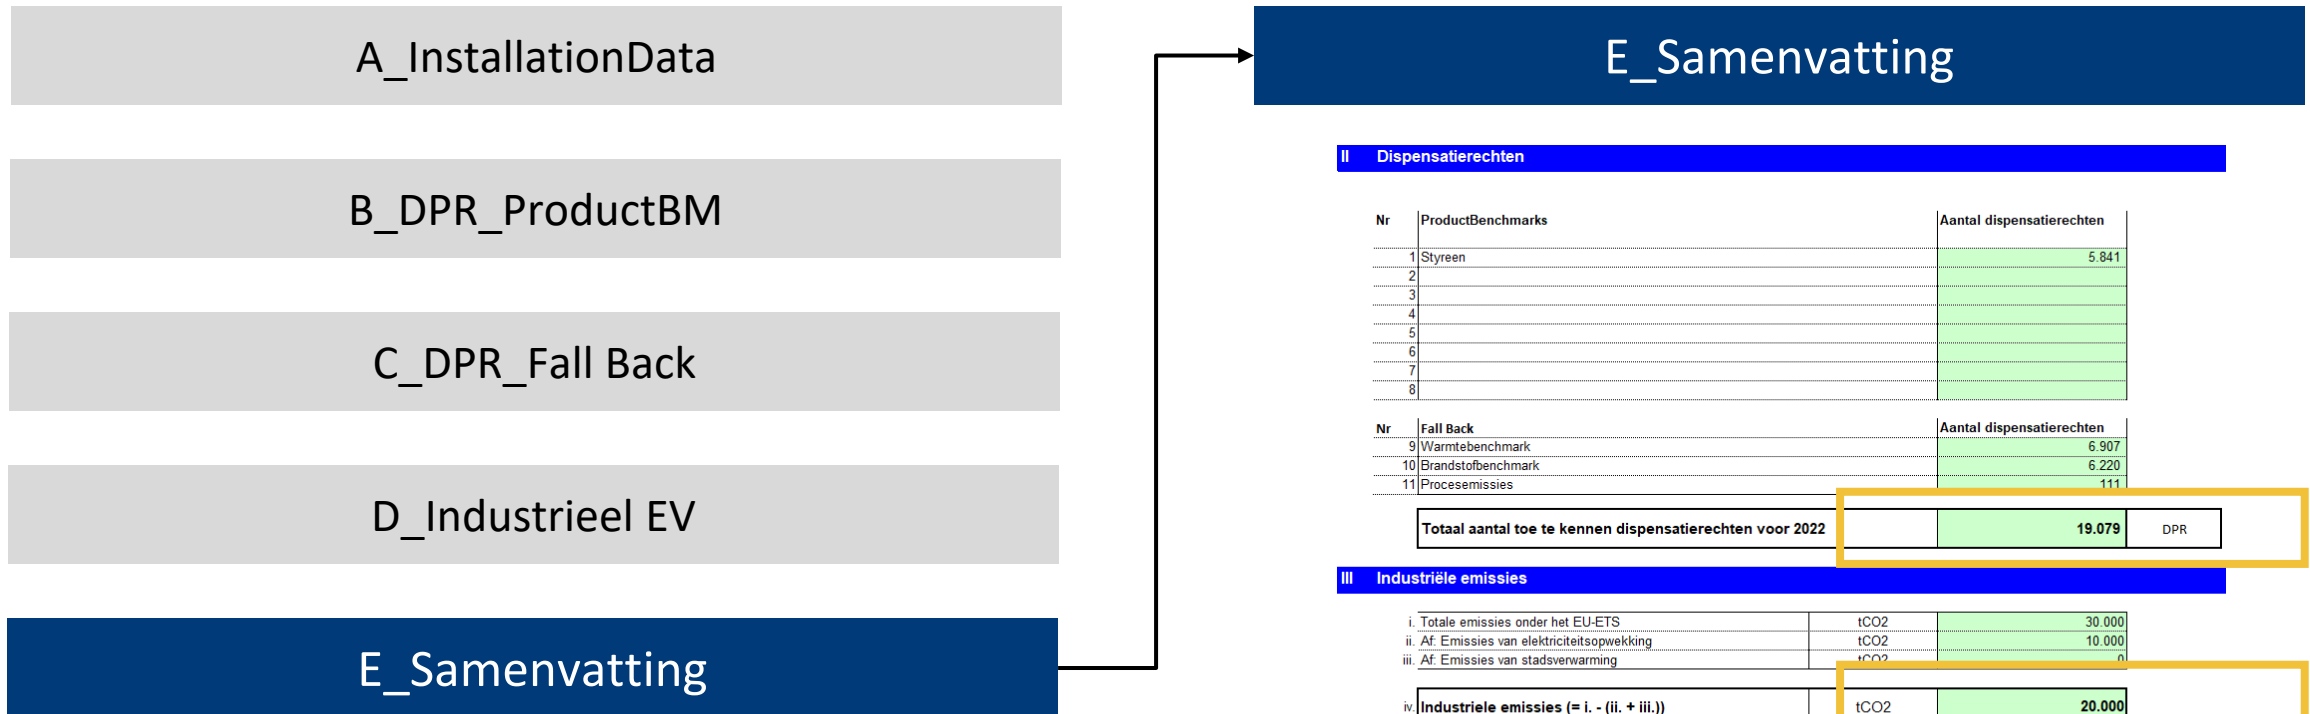 A_InstallationData
B_DPR_ProductBM
C_DPR_Fall Back
D_Industrieel EV
E_Samenvatting
E_Samenvatting
II Dispensatierechten
Nr ProductBenchmarks Aantal dispensatierechten
1 Styreen 5.841
2
3
4
5
6
7
8
Nr Fall Back Aantal dispensatierechten
9 Warmtebenchmark 6.907
10 Brandstofbenchmark 6.220
11 Procesemissies 111
Totaal aantal toe te kennen dispensatierechten voor 2022 19.079 DPR
III Industriële emissies
i. Totale emissies onder het EU-ETS tCO2 30.000
ii. Af: Emissies van elektriciteitsopwekking tCO2 10.000
iii. Af: Emissies van stadsverwarming tCO2 0
iv. Industriele emissies (= i. - (ii. + iii.)) tCO2 20.000